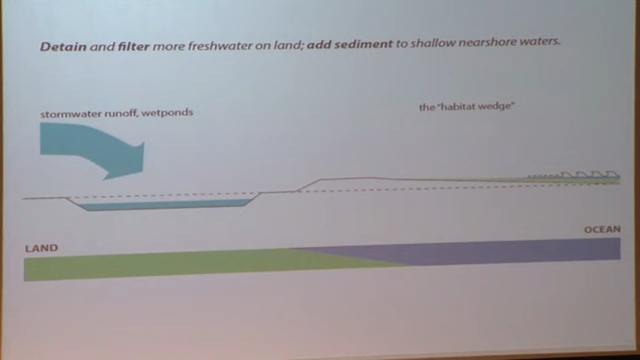 Detain and filter more freshwater on land; add sediment to shallow nearshore waters.
stormwater runoff, wetponds
the "habitat wedge"
LAND
OCEAN